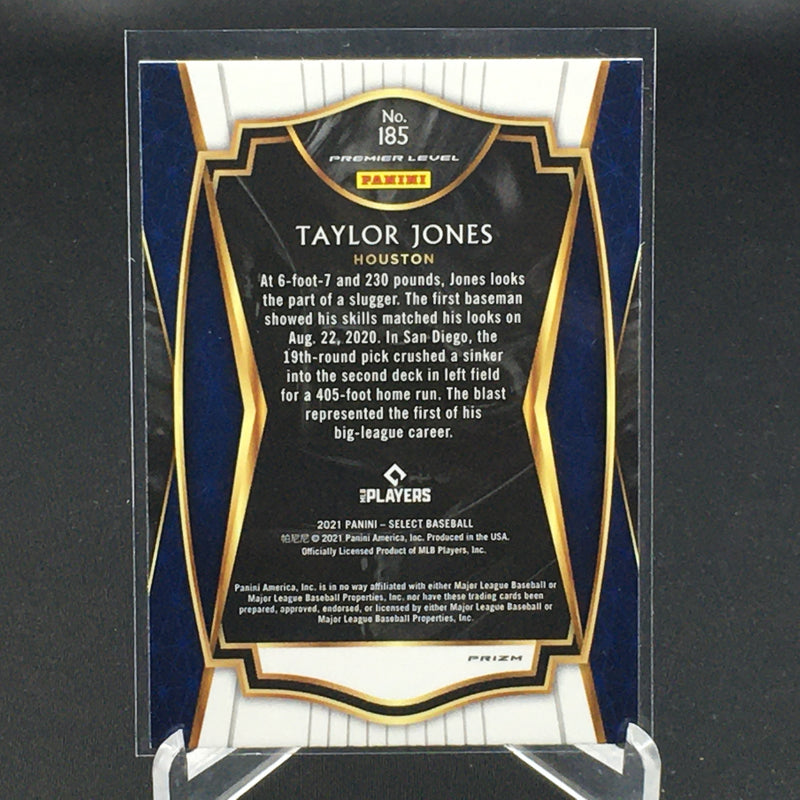 No.
185
PREMIER LEVEL
PANINI
TAYLOR JONES
HOUSTON
At 6-foot-7 and 230 pounds, Jones looks
the part of a slugger. The first baseman
showed his skills matched his looks on
Aug. 22, 2020. In San Diego, the
19th-round pick crushed a sinker
into the second deck in left field
for a 405-foot home run. The blast
represented the first of his
big-league career.
MLB PLAYERS
2021 PANINI – SELECT BASEBALL
帕尼尼 © 2021 Panini America, Inc. Produced in the USA.
Officially Licensed Product of MLB Players, Inc.
Panini America, Inc. is in no way affiliated with either Major League Baseball or
Major League Baseball Properties, Inc. nor have these trading cards been
prepared, approved, endorsed, or licensed by either Major League Baseball or
Major League Baseball Properties, Inc.
PRIZM